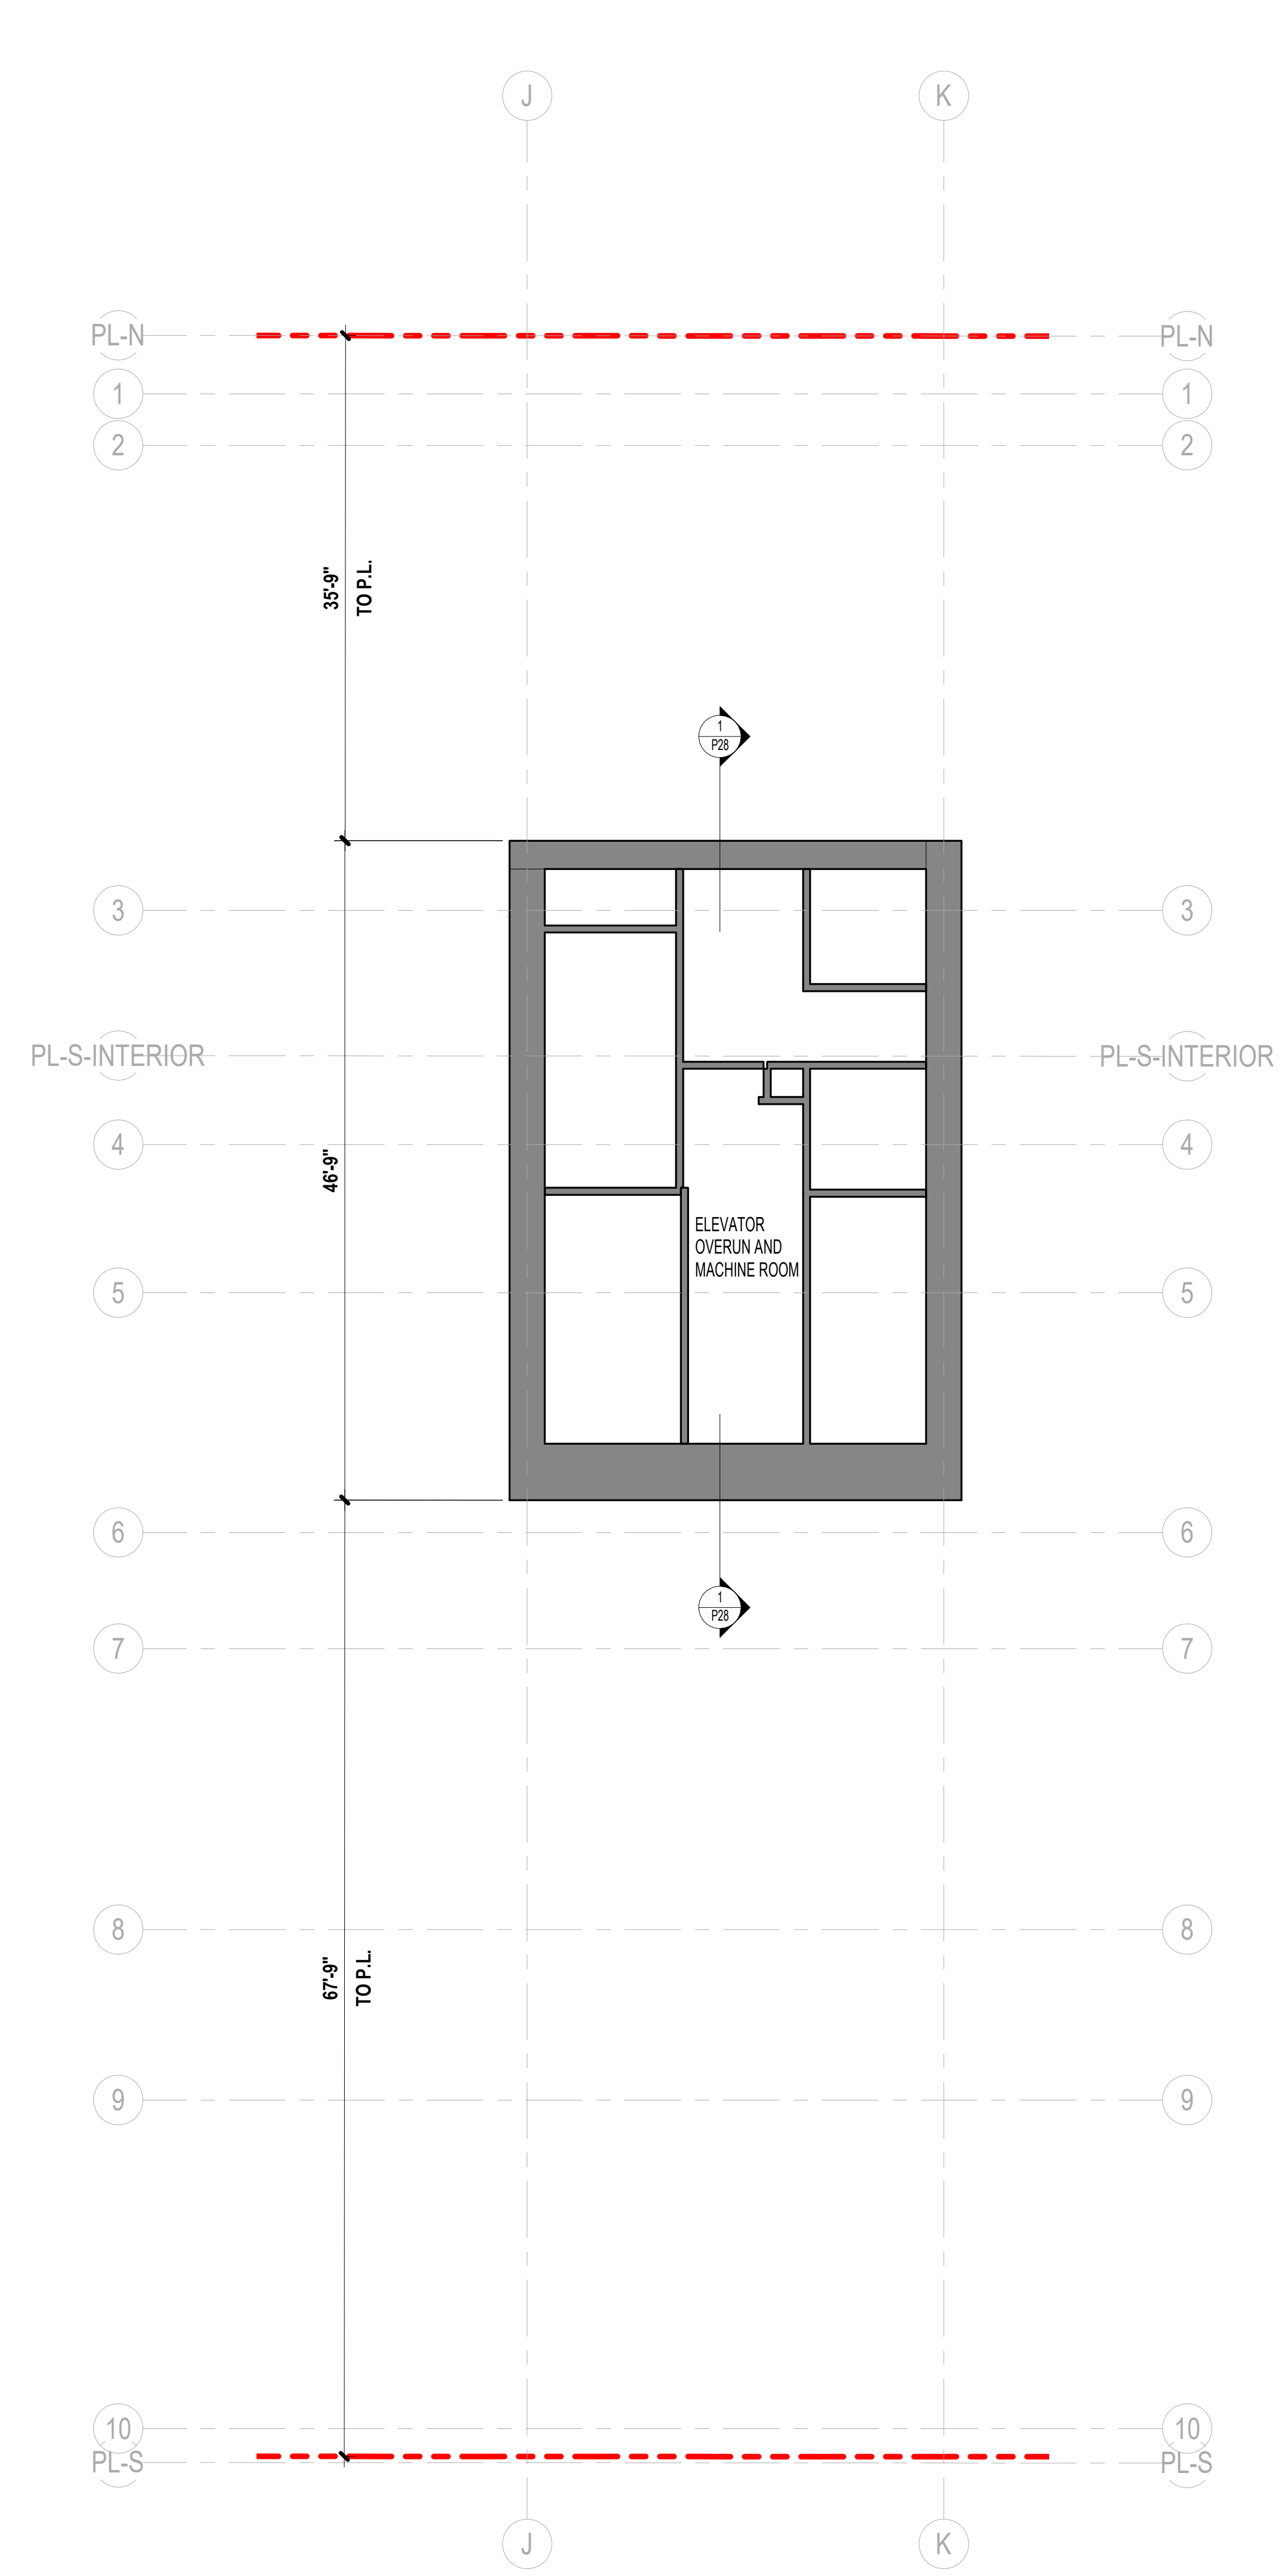 J
K
PL-N
PL-N
1
1
2
2
35'-9"
TO P.L.
1
P28
3
3
PL-S-INTERIOR
PL-S-INTERIOR
4
4
46'-9"
ELEVATOR
OVERUN AND
MACHINE ROOM
5
5
6
6
1
P28
7
7
8
8
67'-9"
TO P.L.
9
9
10
10
PL-S
PL-S
J
K